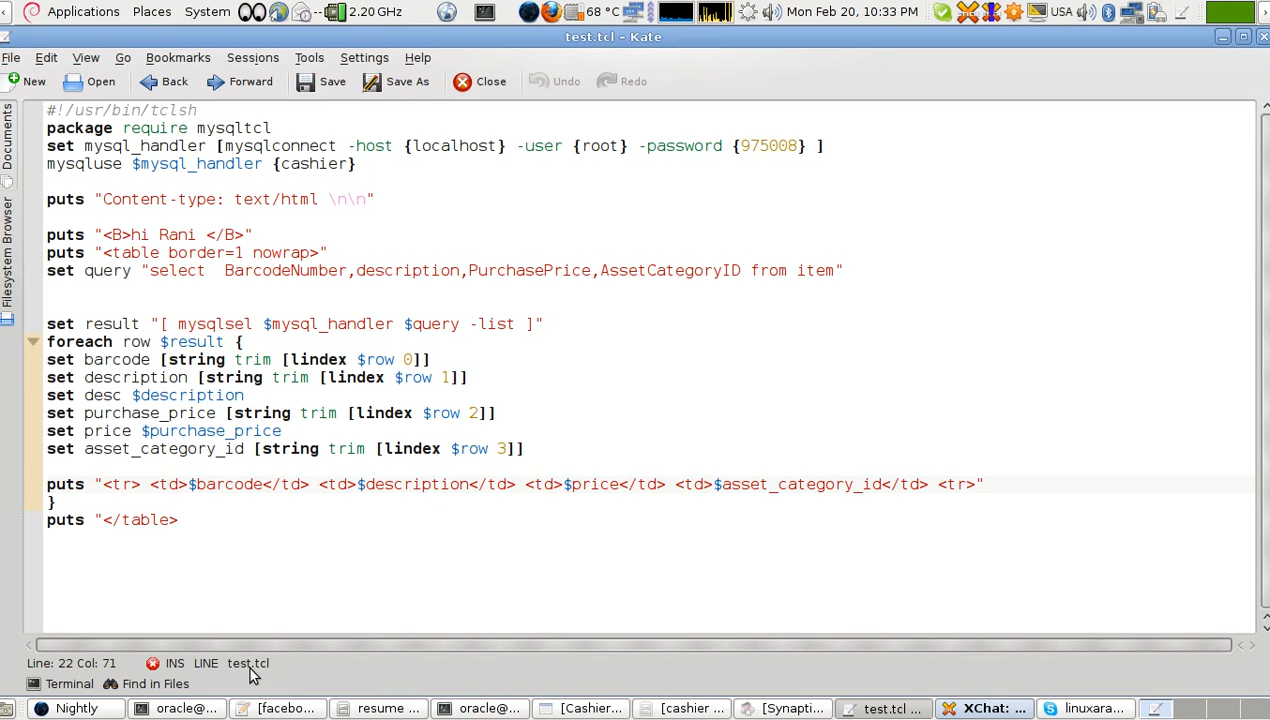 Applications Places System 2.20 GHz 68 °C Mon Feb 20, 10:33 PM USA
test.tcl – Kate
File Edit View Go Bookmarks Sessions Tools Settings Help
New Open Back Forward Save Save As Close Undo Redo
Documents
Filesystem Browser
#!/usr/bin/tclsh
package require mysqltcl
set mysql_handler [mysqlconnect -host {localhost} -user {root} -password {975008} ]
mysqluse $mysql_handler {cashier}
puts "Content-type: text/html \n\n"
puts "<B>hi Rani </B>"
puts "<table border=1 nowrap>"
set query "select  BarcodeNumber,description,PurchasePrice,AssetCategoryID from item"
set result "[ mysqlsel $mysql_handler $query -list ]"
foreach row $result {
set barcode [string trim [lindex $row 0]]
set description [string trim [lindex $row 1]]
set desc $description
set purchase_price [string trim [lindex $row 2]]
set price $purchase_price
set asset_category_id [string trim [lindex $row 3]]
puts "<tr> <td>$barcode</td> <td>$description</td> <td>$price</td> <td>$asset_category_id</td> <tr>"
}
puts "</table>
Line: 22 Col: 71 INS LINE test.tcl
Terminal Find in Files
Nightly oracle@... [facebo... resume ... oracle@... [Cashier... [cashier ... [Synapti... test.tcl ... XChat: ... linuxara...